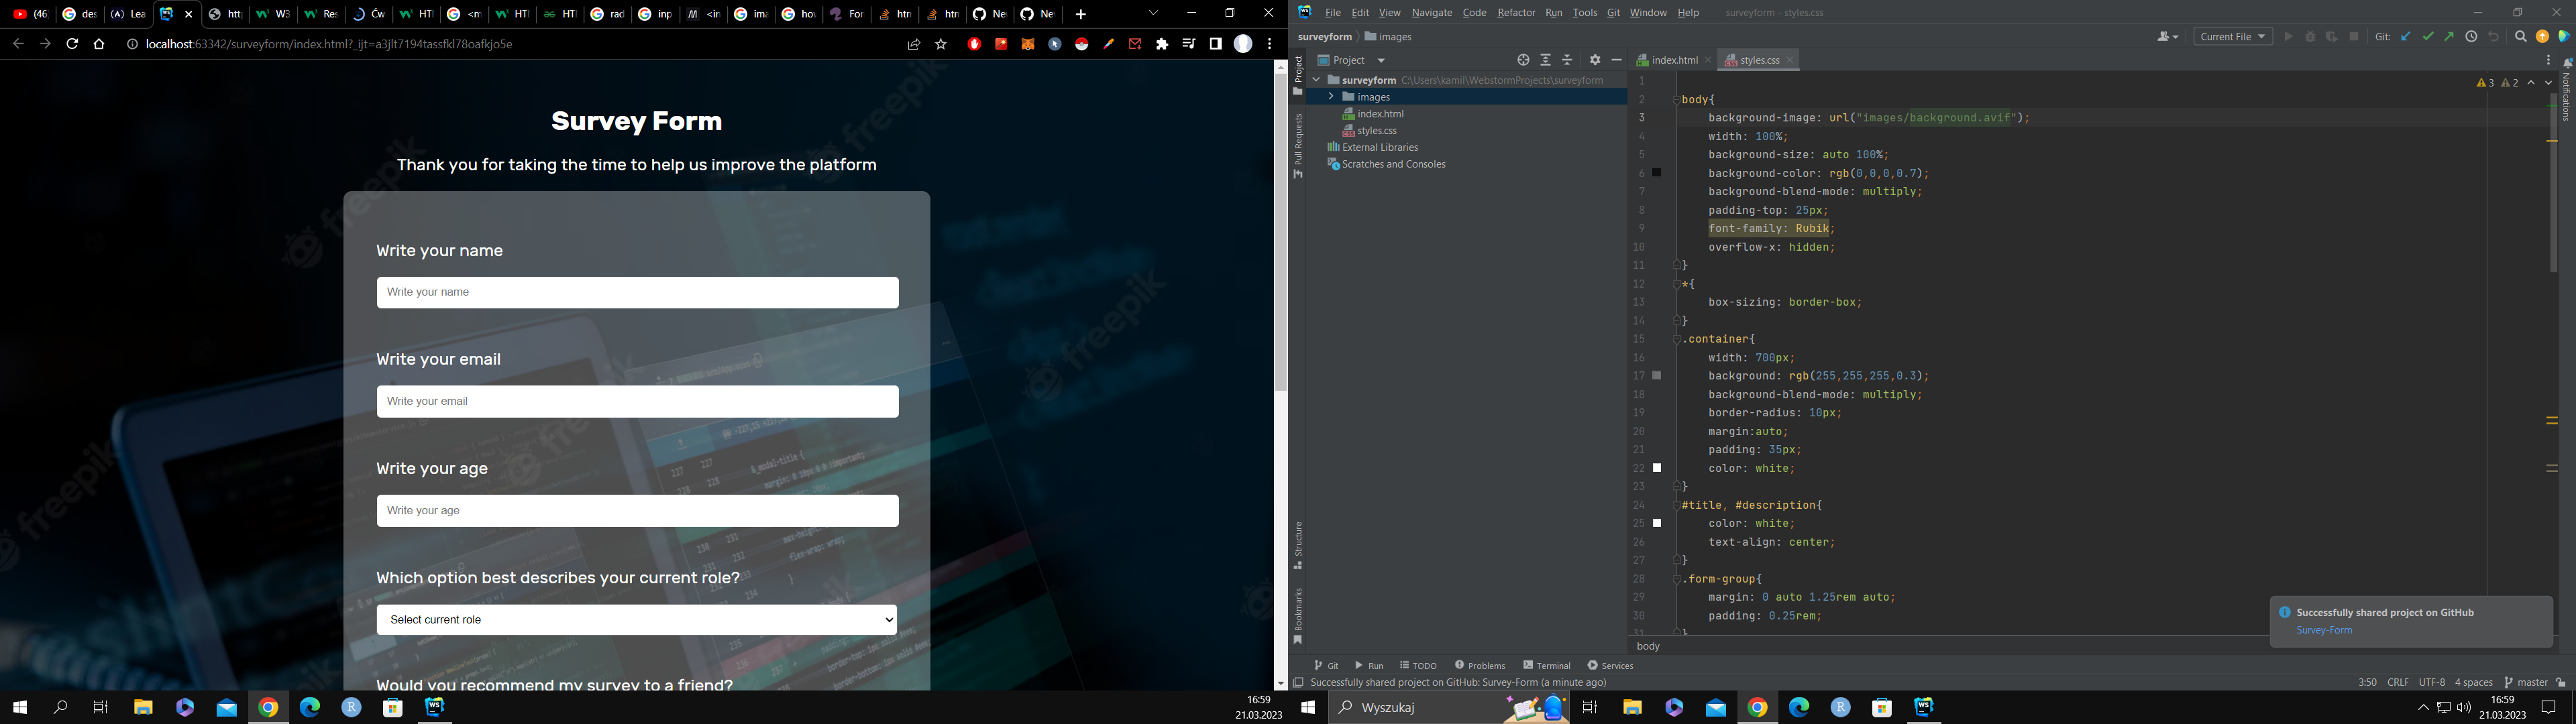 (46
des
Lea
htt
W3
Res
Ćw
HTI
<m
HTI
HTI
rad
inp
<in
ima
hov
For
htn
htn
Ne
Ne
localhost:63342/surveyform/index.html?_ijt=a3jlt7194tassfkl78oafkjo5e
Survey Form
Thank you for taking the time to help us improve the platform
Write your name
Write your name
Write your email
Write your email
Write your age
Write your age
Which option best describes your current role?
Select current role
Would you recommend my survey to a friend?
freepik
16:59
21.03.2023
File Edit View Navigate Code Refactor Run Tools Git Window Help surveyform - styles.css
surveyform images
Current File Git:
Project
Pull Requests
Structure
Bookmarks
Notifications
Project
surveyform C:\Users\kamil\WebstormProjects\surveyform
images
index.html
styles.css
External Libraries
Scratches and Consoles
index.html styles.css
3 2
1
2 body{
3 background-image: url("images/background.avif");
4 width: 100%;
5 background-size: auto 100%;
6 background-color: rgb(0,0,0,0.7);
7 background-blend-mode: multiply;
8 padding-top: 25px;
9 font-family: Rubik;
10 overflow-x: hidden;
11 }
12 *{
13 box-sizing: border-box;
14 }
15 .container{
16 width: 700px;
17 background: rgb(255,255,255,0.3);
18 background-blend-mode: multiply;
19 border-radius: 10px;
20 margin:auto;
21 padding: 35px;
22 color: white;
23 }
24 #title, #description{
25 color: white;
26 text-align: center;
27 }
28 .form-group{
29 margin: 0 auto 1.25rem auto;
30 padding: 0.25rem;
31 }
body
Successfully shared project on GitHub
Survey-Form
Git Run TODO Problems Terminal Services
Successfully shared project on GitHub: Survey-Form (a minute ago)
3:50 CRLF UTF-8 4 spaces master
Wyszukaj
16:59
21.03.2023